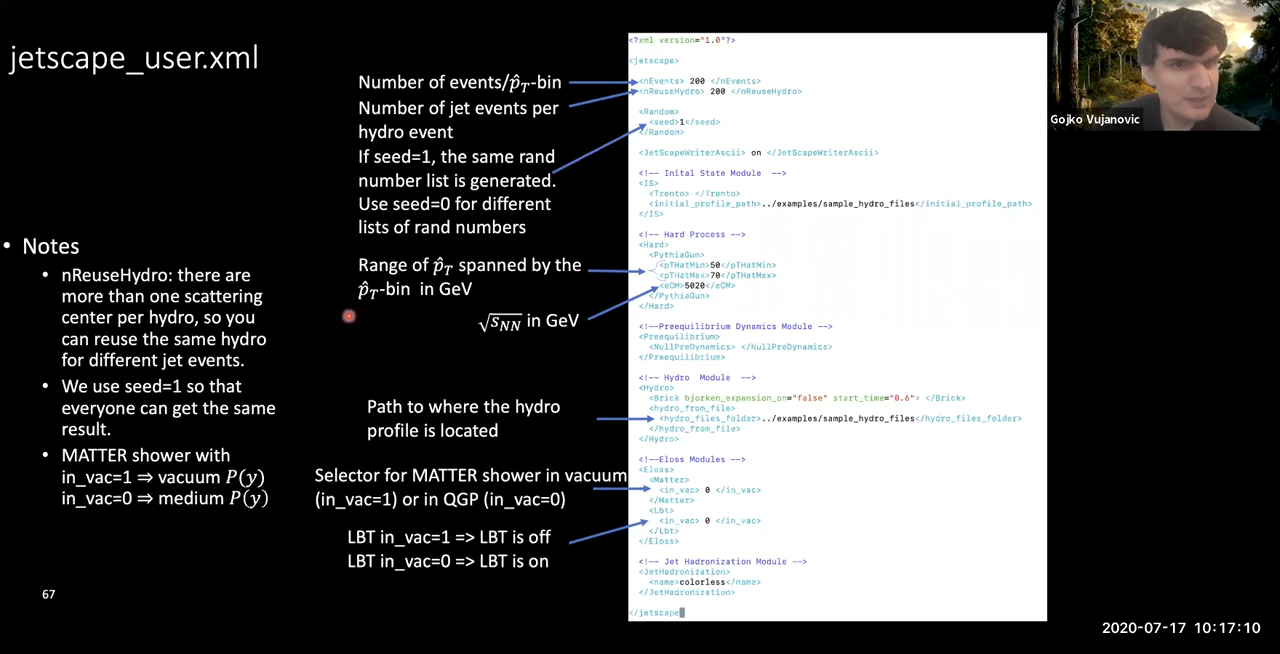 jetscape_user.xml
Number of events/p̂T-bin
Number of jet events per
hydro event
If seed=1, the same rand
number list is generated.
Use seed=0 for different
lists of rand numbers
Range of p̂T spanned by the
p̂T-bin in GeV
√sNN in GeV
Path to where the hydro
profile is located
Selector for MATTER shower in vacuum
(in_vac=1) or in QGP (in_vac=0)
LBT in_vac=1 => LBT is off
LBT in_vac=0 => LBT is on
• Notes
• nReuseHydro: there are
more than one scattering
center per hydro, so you
can reuse the same hydro
for different jet events.
• We use seed=1 so that
everyone can get the same
result.
• MATTER shower with
in_vac=1 ⇒ vacuum P(y)
in_vac=0 ⇒ medium P(y)
67
<?xml version="1.0"?>
<jetscape>
<nEvents> 200 </nEvents>
<nReuseHydro> 200 </nReuseHydro>
<Random>
<seed>1</seed>
</Random>
<JetScapeWriterAscii> on </JetScapeWriterAscii>
<!-- Inital State Module -->
<IS>
<Trento> </Trento>
<initial_profile_path>../examples/sample_hydro_files</initial_profile_path>
</IS>
<!-- Hard Process -->
<Hard>
<PythiaGun>
<pTHatMin>50</pTHatMin>
<pTHatMax>70</pTHatMax>
<eCM>5020</eCM>
</PythiaGun>
</Hard>
<!--Preequilibrium Dynamics Module -->
<Preequilibrium>
<NullPreDynamics> </NullPreDynamics>
</Preequilibrium>
<!-- Hydro Module -->
<Hydro>
<Brick bjorken_expansion_on="false" start_time="0.6"> </Brick>
<hydro_from_file>
<hydro_files_folder>../examples/sample_hydro_files</hydro_files_folder>
</hydro_from_file>
</Hydro>
<!--Eloss Modules -->
<Eloss>
<Matter>
<in_vac> 0 </in_vac>
</Matter>
<Lbt>
<in_vac> 0 </in_vac>
</Lbt>
</Eloss>
<!-- Jet Hadronization Module -->
<JetHadronization>
<name>colorless</name>
</JetHadronization>
</jetscape
Gojko Vujanovic
2020-07-17 10:17:10